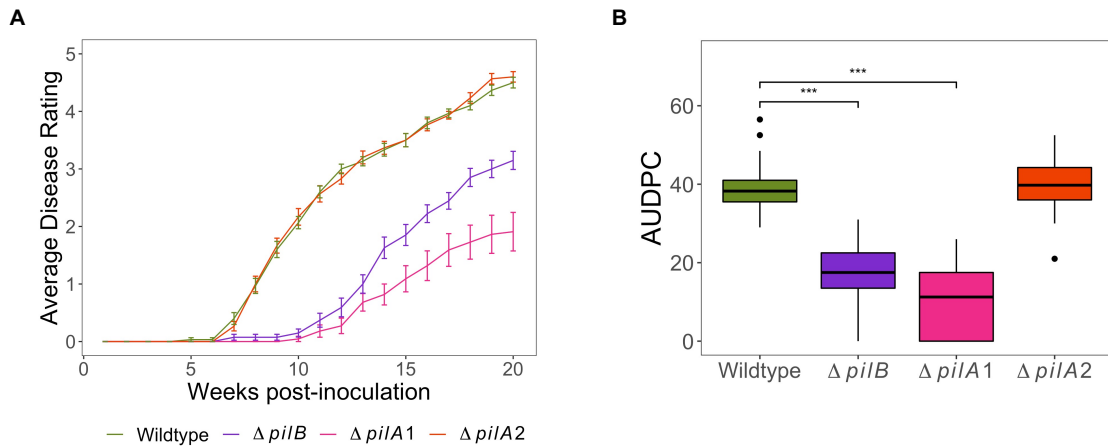 A
Average Disease Rating
5
4
3
2
1
0
0 5 10 15 20
Weeks post-inoculation
Wildtype Δ pilB Δ pilA1 Δ pilA2
B
AUDPC
60
40
20
0
***
***
Wildtype Δ pilB Δ pilA1 Δ pilA2